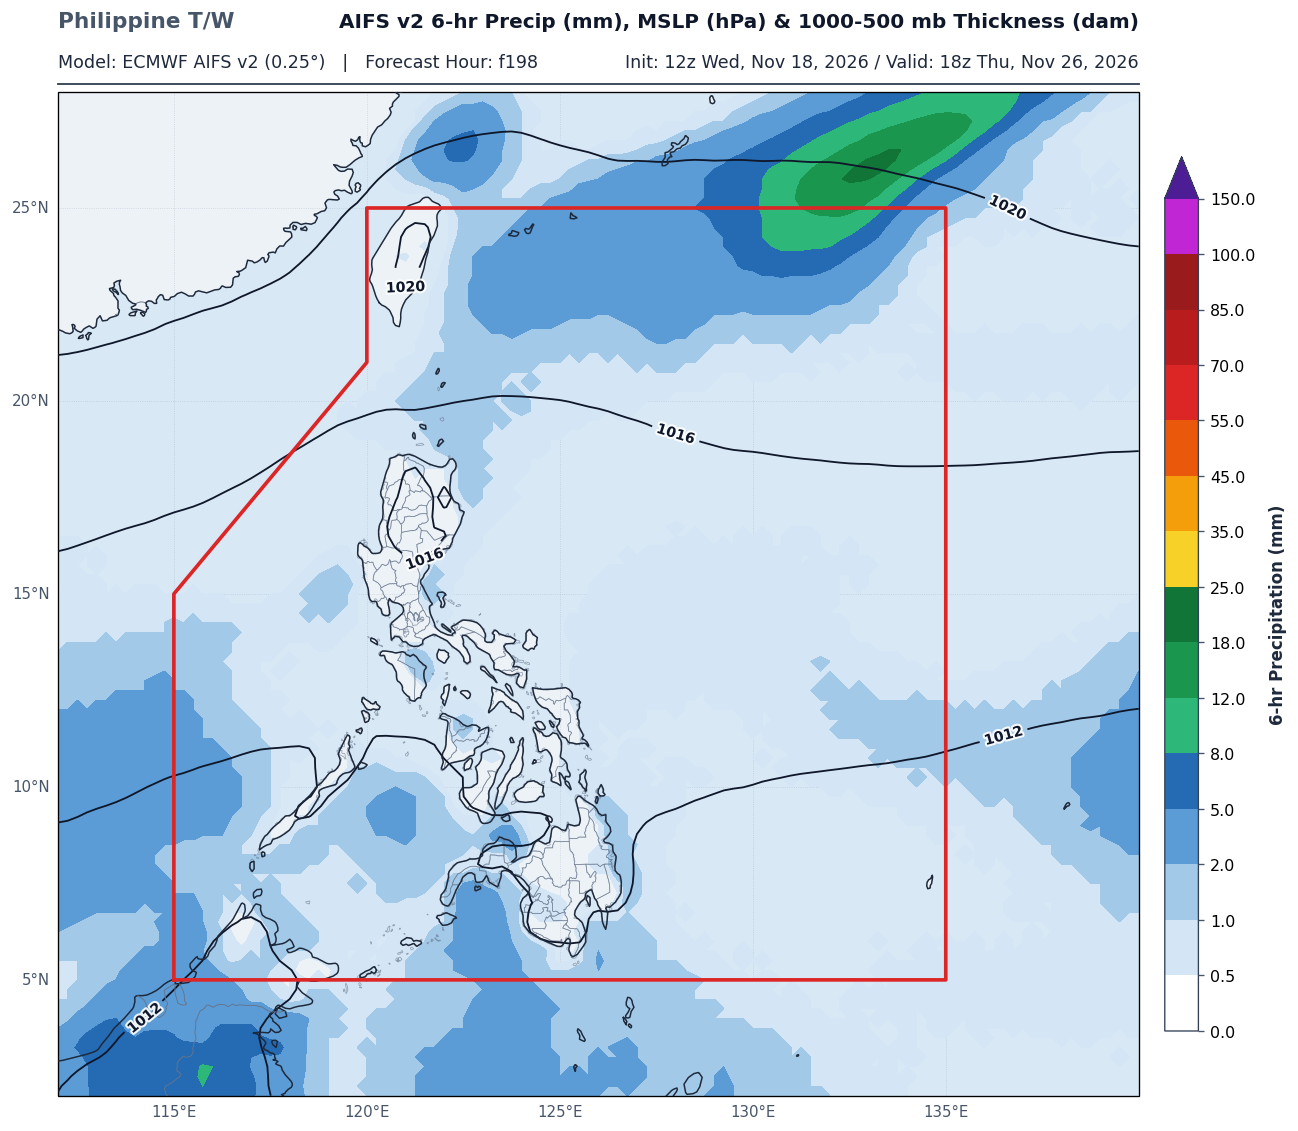 Philippine T/W
AIFS v2 6-hr Precip (mm), MSLP (hPa) & 1000-500 mb Thickness (dam)
Model: ECMWF AIFS v2 (0.25°) | Forecast Hour: f198
Init: 12z Wed, Nov 18, 2026 / Valid: 18z Thu, Nov 26, 2026
25°N
20°N
15°N
10°N
5°N
1020
1020
1016
1016
1012
1012
115°E
120°E
125°E
130°E
135°E
150.0
100.0
85.0
70.0
55.0
45.0
35.0
25.0
18.0
12.0
8.0
5.0
2.0
1.0
0.5
0.0
6-hr Precipitation (mm)